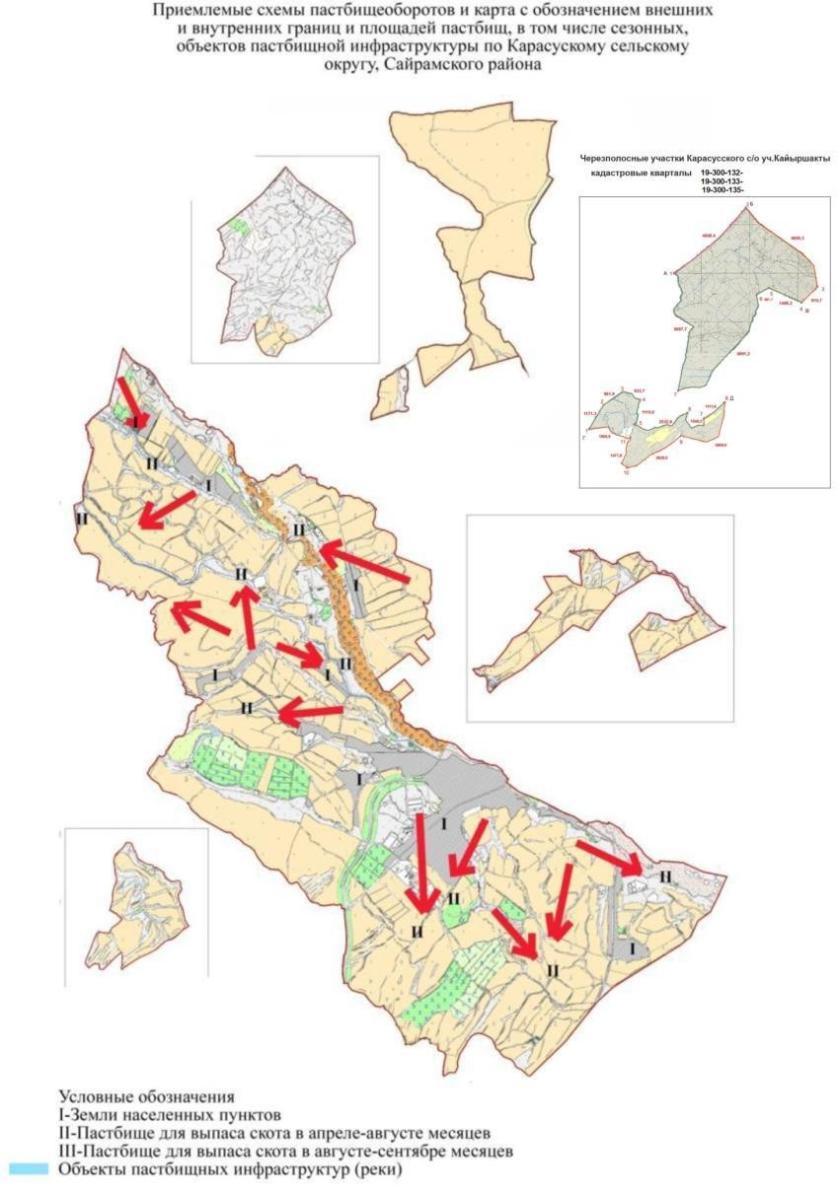 Приемлемые схемы пастбищеоборотов и карта с обозначением внешних
и внутренних границ и площадей пастбищ, в том числе сезонных,
объектов пастбищной инфраструктуры по Карасускому сельскому
округу, Сайрамского района
Черезполосные участки Карасусского с/о уч.Кайыршакты
кадастровые кварталы 19-300-132-
19-300-133-
19-300-135-
I
II
I
II
II
I
II
II
I
I
II
I
I
II
II
II
I
II
Условные обозначения
I-Земли населенных пунктов
II-Пастбище для выпаса скота в апреле-августе месяцев
III-Пастбище для выпаса скота в августе-сентябре месяцев
Объекты пастбищных инфраструктур (реки)